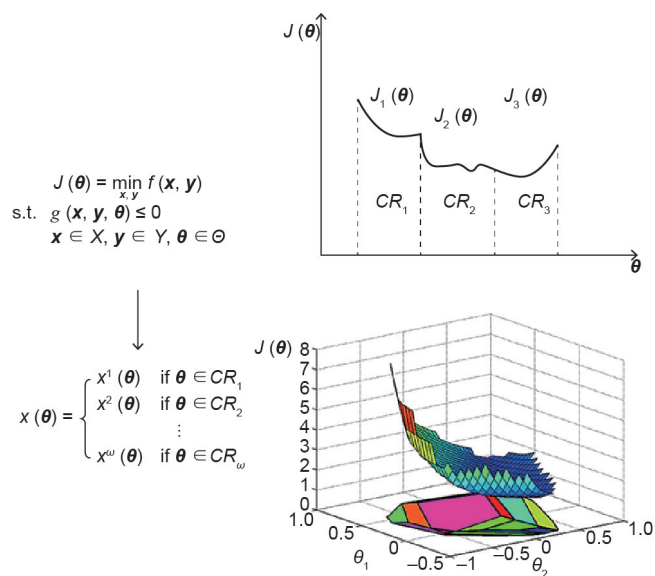 J (θ) = min f (x, y)
x, y
s.t. g (x, y, θ) ≤ 0
x ∈ X, y ∈ Y, θ ∈ Θ
x (θ) =
x¹ (θ) if θ ∈ CR₁
x² (θ) if θ ∈ CR₂
⋮
x^ω (θ) if θ ∈ CR_ω
J (θ)
J₁ (θ)
J₂ (θ)
J₃ (θ)
CR₁
CR₂
CR₃
θ
J (θ)
8
7
6
5
4
3
2
1
0
1.0
0.5
0
−0.5
θ₁
−1
−0.5
0
0.5
1.0
θ₂